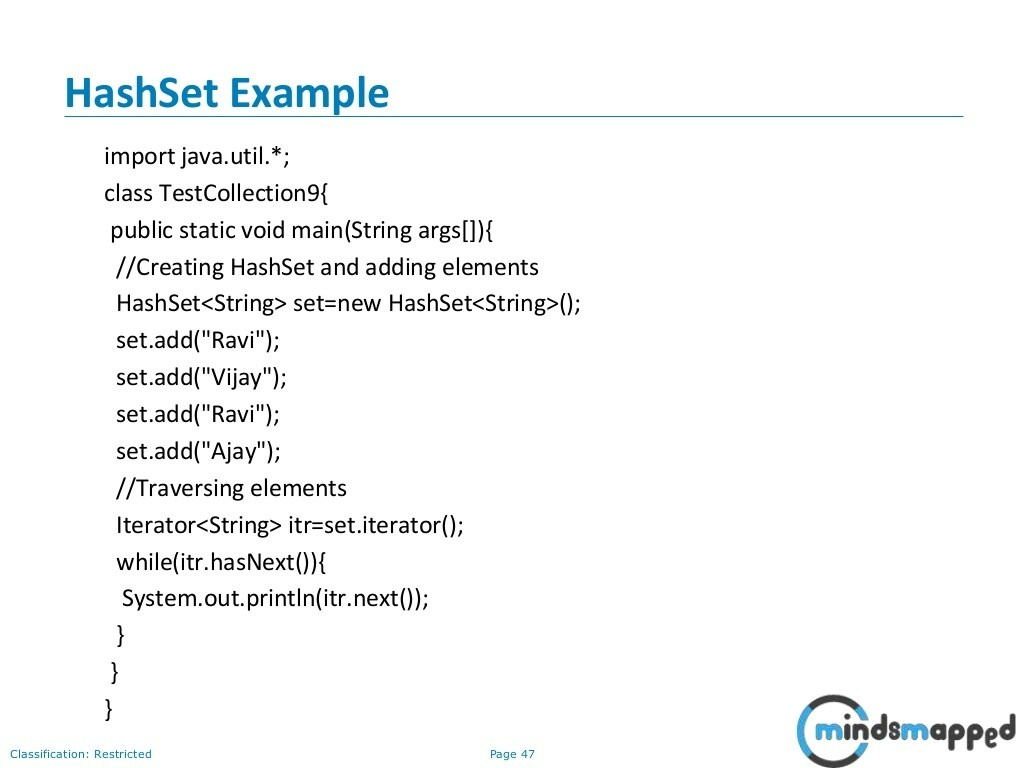 HashSet Example
import java.util.*;
class TestCollection9{
public static void main(String args[]){
//Creating HashSet and adding elements
HashSet<String> set=new HashSet<String>();
set.add("Ravi");
set.add("Vijay");
set.add("Ravi");
set.add("Ajay");
//Traversing elements
Iterator<String> itr=set.iterator();
while(itr.hasNext()){
System.out.println(itr.next());
}
}
}
mindsmapped
Classification: Restricted
Page 47